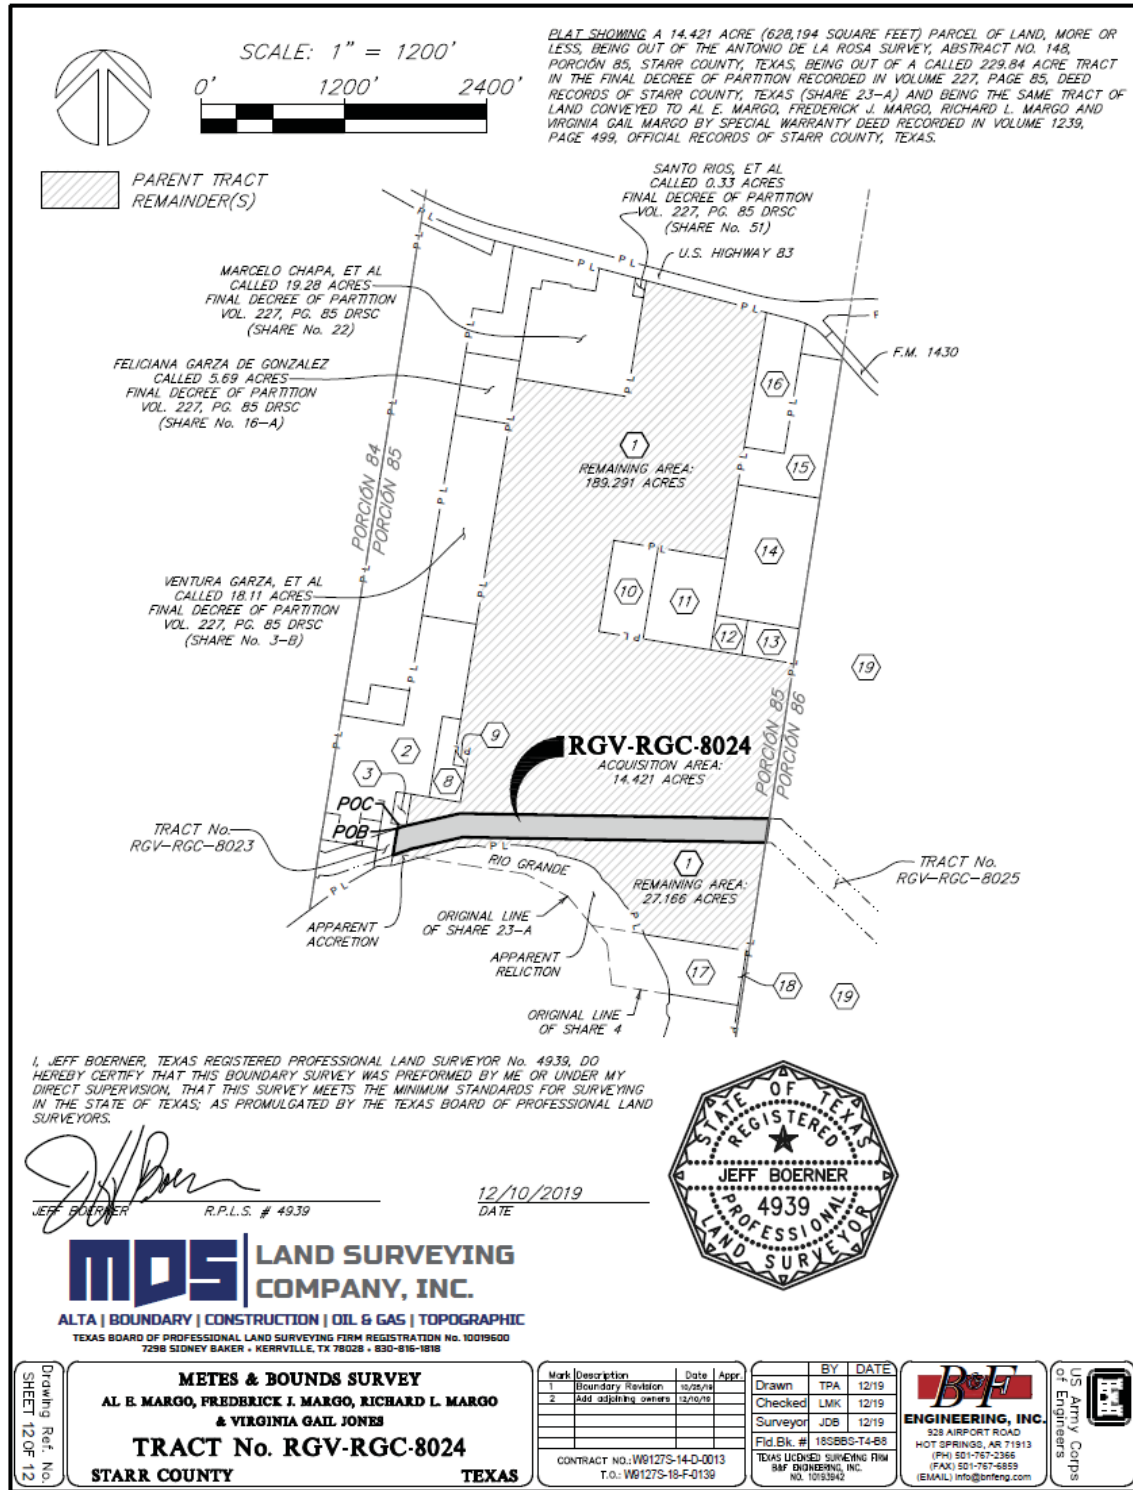 SCALE: 1" = 1200'
0' 1200' 2400'
PLAT SHOWING A 14.421 ACRE (628,194 SQUARE FEET) PARCEL OF LAND, MORE OR
LESS, BEING OUT OF THE ANTONIO DE LA ROSA SURVEY, ABSTRACT NO. 148,
PORCIÓN 85, STARR COUNTY, TEXAS, BEING OUT OF A CALLED 229.84 ACRE TRACT
IN THE FINAL DECREE OF PARTITION RECORDED IN VOLUME 227, PAGE 85, DEED
RECORDS OF STARR COUNTY, TEXAS (SHARE 23-A) AND BEING THE SAME TRACT OF
LAND CONVEYED TO AL E. MARGO, FREDERICK J. MARGO, RICHARD L. MARGO AND
VIRGINIA GAIL MARGO BY SPECIAL WARRANTY DEED RECORDED IN VOLUME 1239,
PAGE 499, OFFICIAL RECORDS OF STARR COUNTY, TEXAS.
PARENT TRACT
REMAINDER(S)
SANTO RIOS, ET AL
CALLED 0.33 ACRES
FINAL DECREE OF PARTITION
VOL. 227, PG. 85 DRSC
(SHARE No. 51)
U.S. HIGHWAY 83
F.M. 1430
MARCELO CHAPA, ET AL
CALLED 19.28 ACRES
FINAL DECREE OF PARTITION
VOL. 227, PG. 85 DRSC
(SHARE No. 22)
FELICIANA GARZA DE GONZALEZ
CALLED 5.69 ACRES
FINAL DECREE OF PARTITION
VOL. 227, PG. 85 DRSC
(SHARE No. 16-A)
PORCIÓN 84
PORCIÓN 85
16
1
REMAINING AREA:
189.291 ACRES
15
14
VENTURA GARZA, ET AL
CALLED 18.11 ACRES
FINAL DECREE OF PARTITION
VOL. 227, PG. 85 DRSC
(SHARE No. 3-B)
10
11
12
13
19
PORCIÓN 85
PORCIÓN 86
9
2
3
8
RGV-RGC-8024
ACQUISITION AREA:
14.421 ACRES
POC
POB
TRACT No.
RGV-RGC-8023
RIO GRANDE
1
REMAINING AREA:
27.166 ACRES
TRACT No.
RGV-RGC-8025
APPARENT
ACCRETION
ORIGINAL LINE
OF SHARE 23-A
APPARENT
RELICTION
17
18
19
ORIGINAL LINE
OF SHARE 4
I, JEFF BOERNER, TEXAS REGISTERED PROFESSIONAL LAND SURVEYOR No. 4939, DO
HEREBY CERTIFY THAT THIS BOUNDARY SURVEY WAS PREFORMED BY ME OR UNDER MY
DIRECT SUPERVISION, THAT THIS SURVEY MEETS THE MINIMUM STANDARDS FOR SURVEYING
IN THE STATE OF TEXAS; AS PROMULGATED BY THE TEXAS BOARD OF PROFESSIONAL LAND
SURVEYORS.
JEFF BOERNER R.P.L.S. # 4939
12/10/2019
DATE
STATE OF TEXAS
REGISTERED
JEFF BOERNER
4939
PROFESSIONAL
LAND SURVEYOR
MDS LAND SURVEYING
COMPANY, INC.
ALTA | BOUNDARY | CONSTRUCTION | OIL & GAS | TOPOGRAPHIC
TEXAS BOARD OF PROFESSIONAL LAND SURVEYING FIRM REGISTRATION No. 10019600
729B SIDNEY BAKER • KERRVILLE, TX 78028 • 830-816-1818
Drawing Ref. No.
SHEET 12 OF 12
METES & BOUNDS SURVEY
AL E. MARGO, FREDERICK J. MARGO, RICHARD L. MARGO
& VIRGINIA GAIL JONES
TRACT No. RGV-RGC-8024
STARR COUNTY TEXAS
Mark Description Date Appr.
1 Boundary Revision 10/25/19
2 Add adjoining owners 12/10/19
CONTRACT NO.: W9127S-14-D-0013
T.O.: W9127S-18-F-0139
BY DATE
Drawn TPA 12/19
Checked LMK 12/19
Surveyor JDB 12/19
Fld.Bk. # 18SBBS-T4-B8
TEXAS LICENSED SURVEYING FIRM
B&F ENGINEERING, INC.
NO. 10193942
B&F
ENGINEERING, INC.
928 AIRPORT ROAD
HOT SPRINGS, AR 71913
(PH) 501-767-2366
(FAX) 501-767-6859
(EMAIL) info@bnfeng.com
US Army Corps
of Engineers